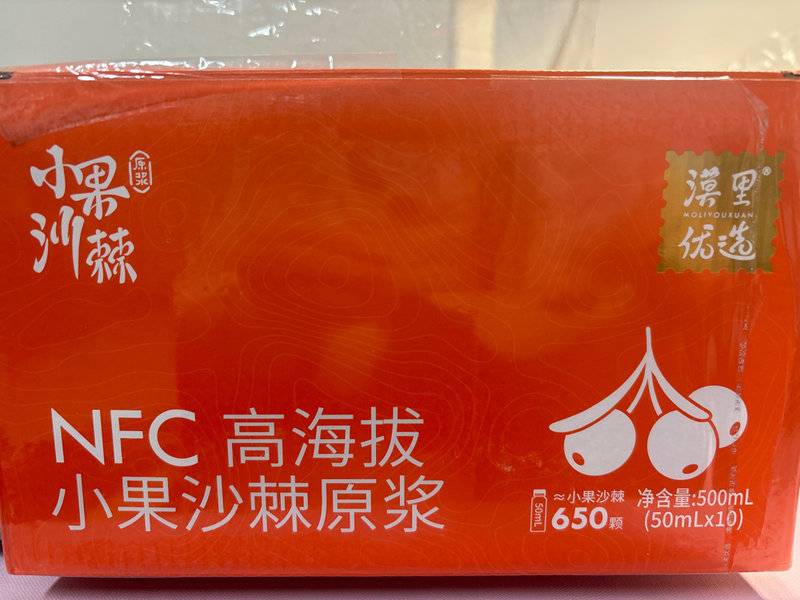 小果
沙棘
原浆
漠里®
MOLIYOUXUAN
优选
NFC 高海拔
小果沙棘原浆
50mL
≈小果沙棘
650颗
净含量:500mL
(50mLx10)